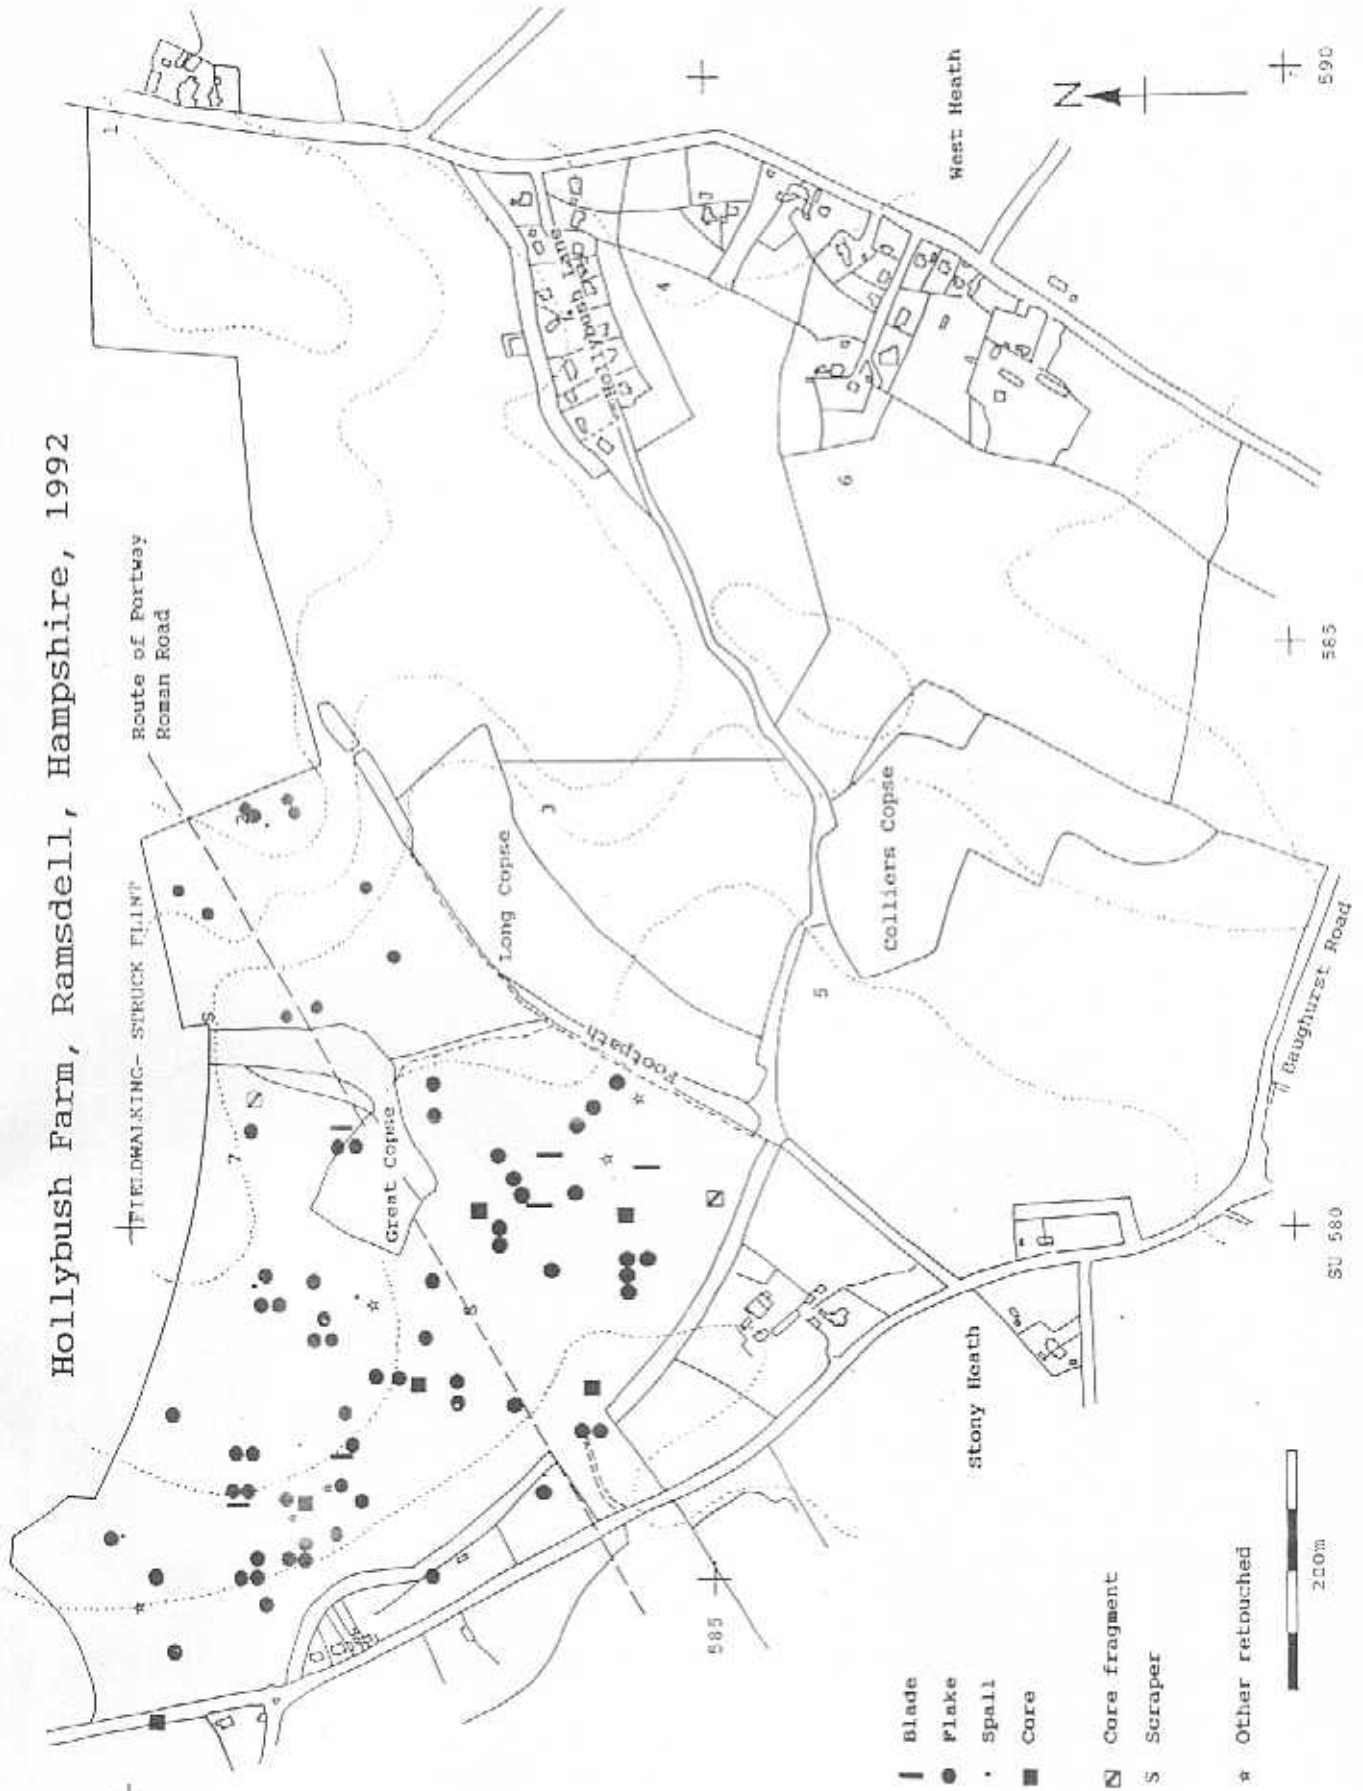 Hollybush Farm, Ramsdell, Hampshire, 1992
FIELDWALKING- STRUCK FLINT
Route of Portway
Roman Road
1
2
3
4
5
6
7
S
S
Great Copse
Long Copse
Footpath
Colliers Copse
Hollybush Lane
West Heath
Stony Heath
Baughurst Road
N
585
SU 580
585
590
Blade
Flake
Spall
Core
Core fragment
S Scraper
Other retouched
200m